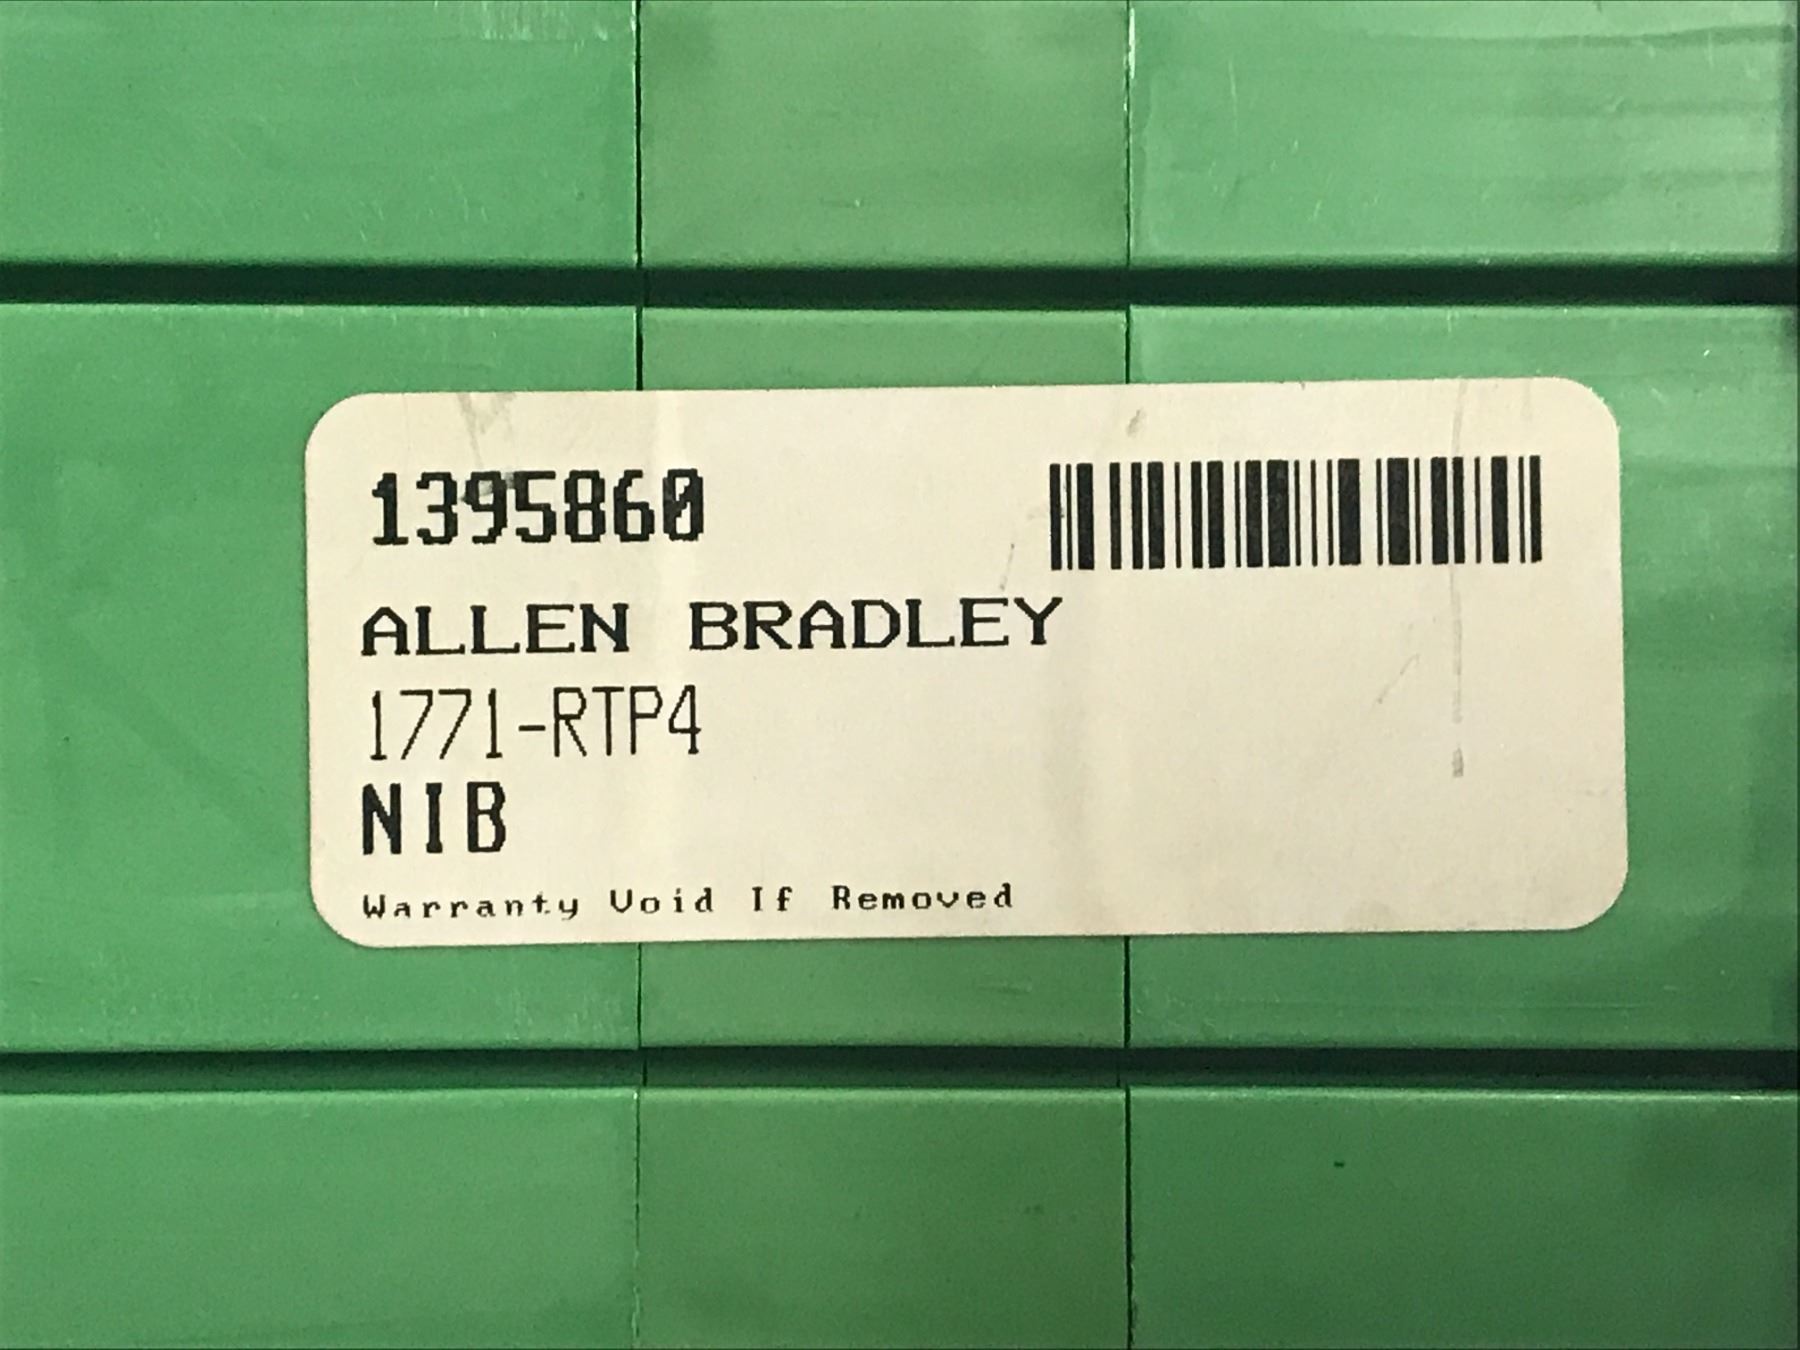 1395860
ALLEN BRADLEY
1771-RTP4
NIB
Warranty Void If Removed